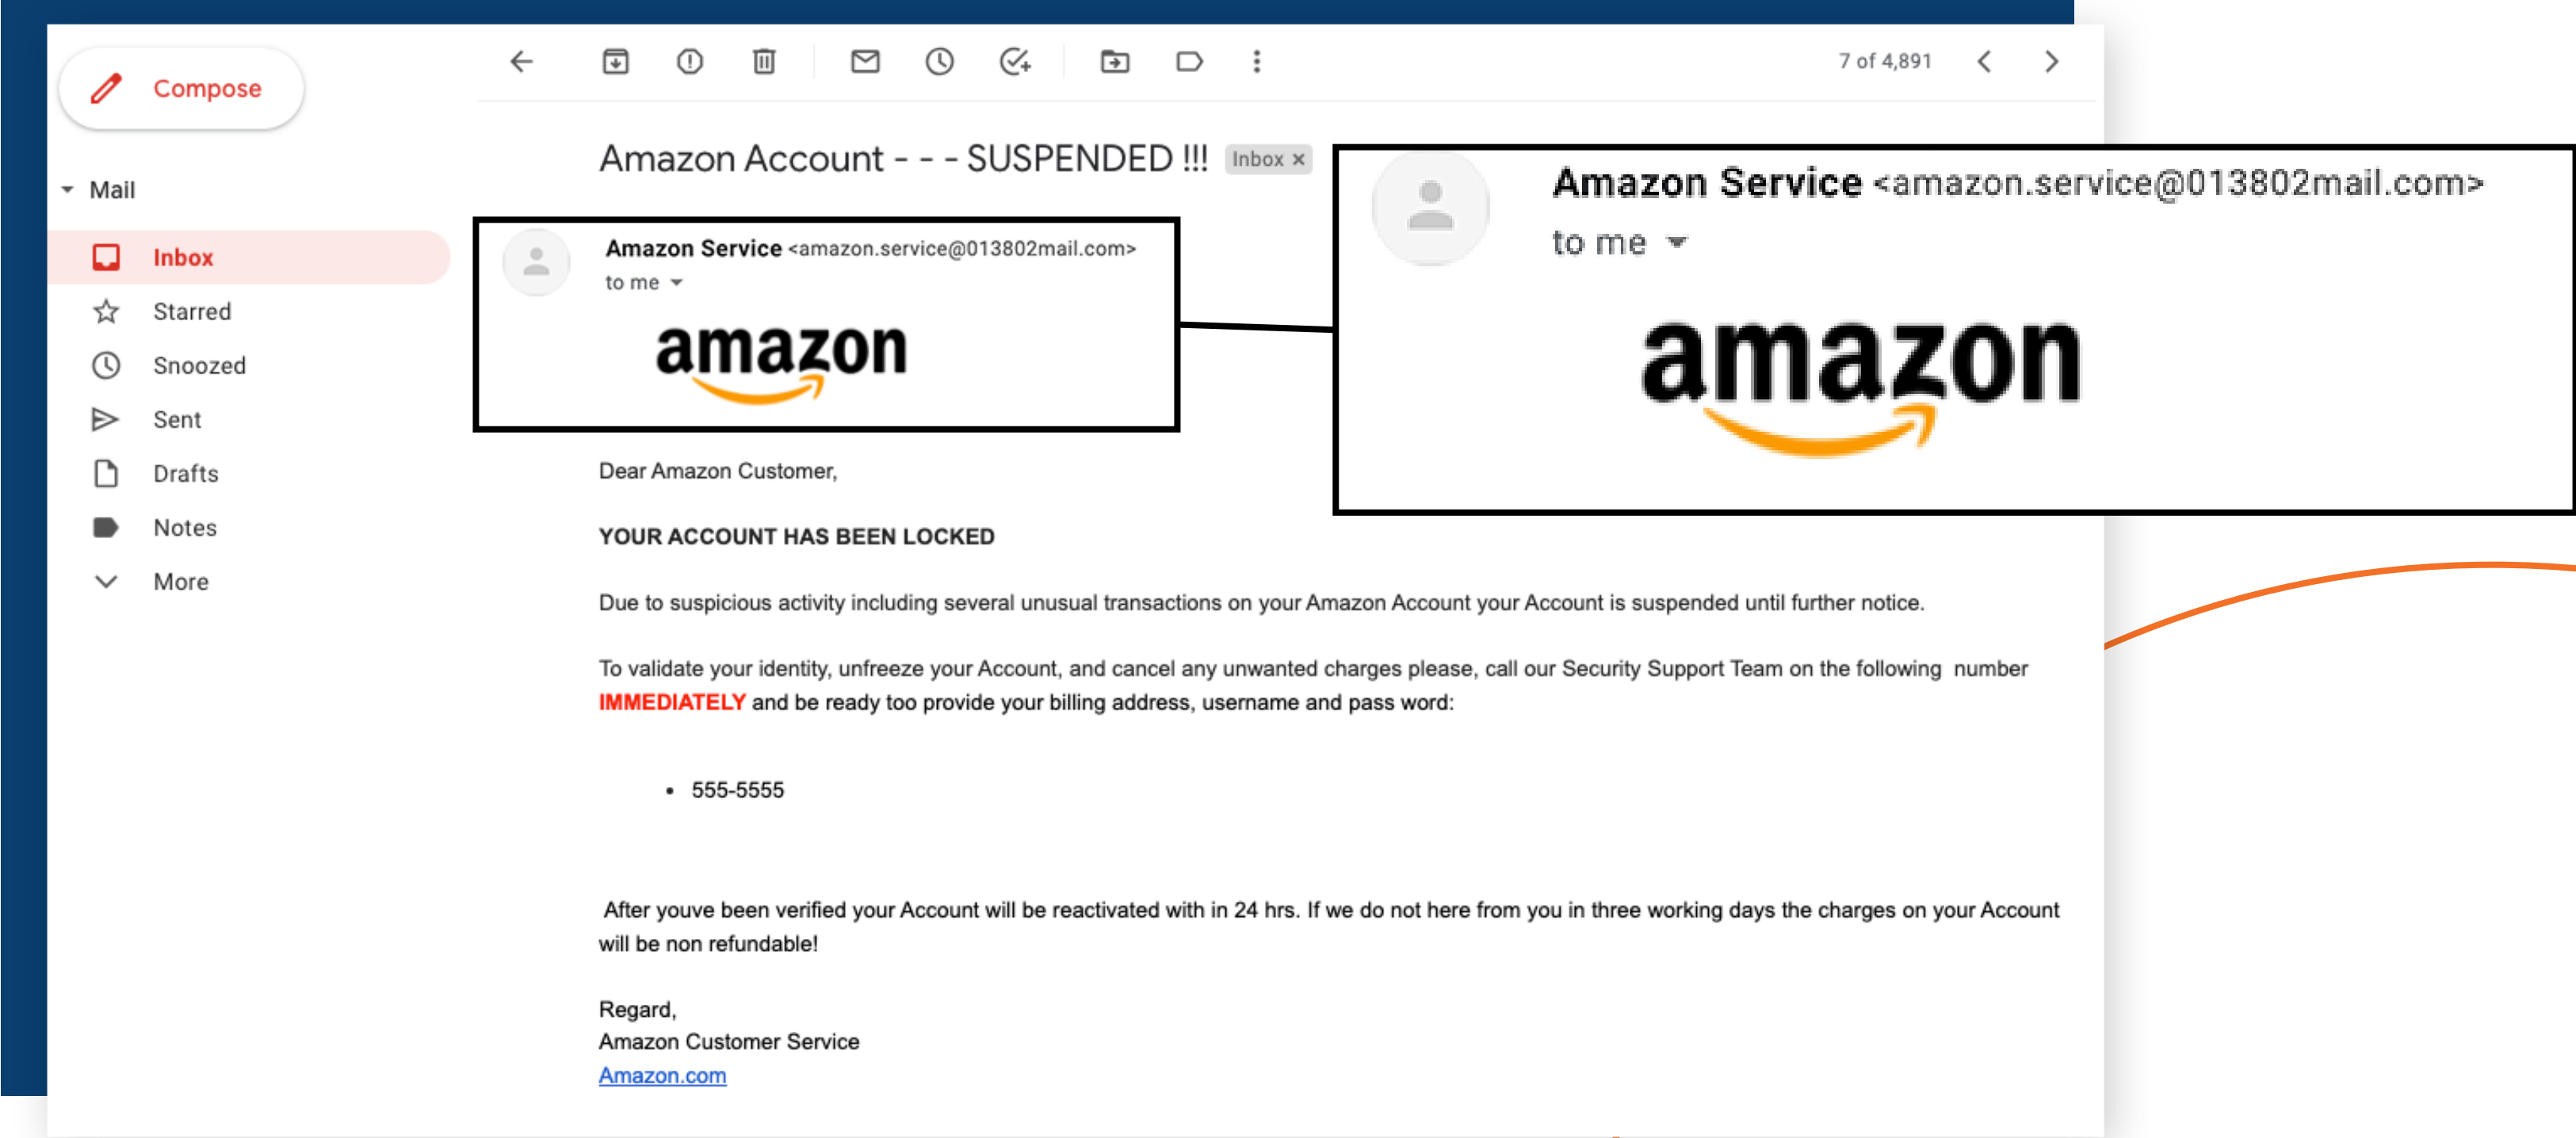 Compose
7 of 4,891
Mail
Inbox
Starred
Snoozed
Sent
Drafts
Notes
More
Amazon Account - - - SUSPENDED !!! Inbox ×
Amazon Service <amazon.service@013802mail.com>
to me
amazon
Amazon Service <amazon.service@013802mail.com>
to me
amazon
Dear Amazon Customer,
YOUR ACCOUNT HAS BEEN LOCKED
Due to suspicious activity including several unusual transactions on your Amazon Account your Account is suspended until further notice.
To validate your identity, unfreeze your Account, and cancel any unwanted charges please, call our Security Support Team on the following  number
IMMEDIATELY and be ready too provide your billing address, username and pass word:
• 555-5555
After youve been verified your Account will be reactivated with in 24 hrs. If we do not here from you in three working days the charges on your Account
will be non refundable!
Regard,
Amazon Customer Service
Amazon.com